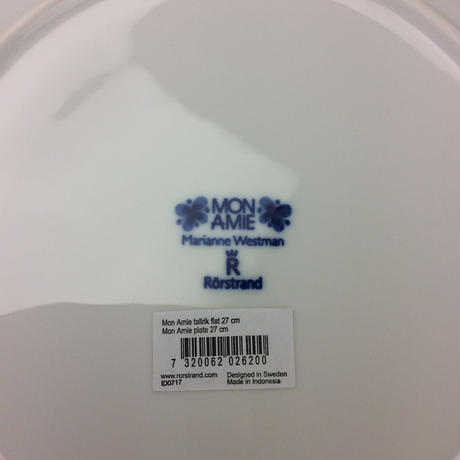 MON
AMIE
Marianne Westman
R
Rörstrand
Mon Amie tallrik flat 27 cm
Mon Amie plate 27 cm
7 320062 026200
www.rorstrand.com Designed in Sweden
ID0717 Made in Indonesia